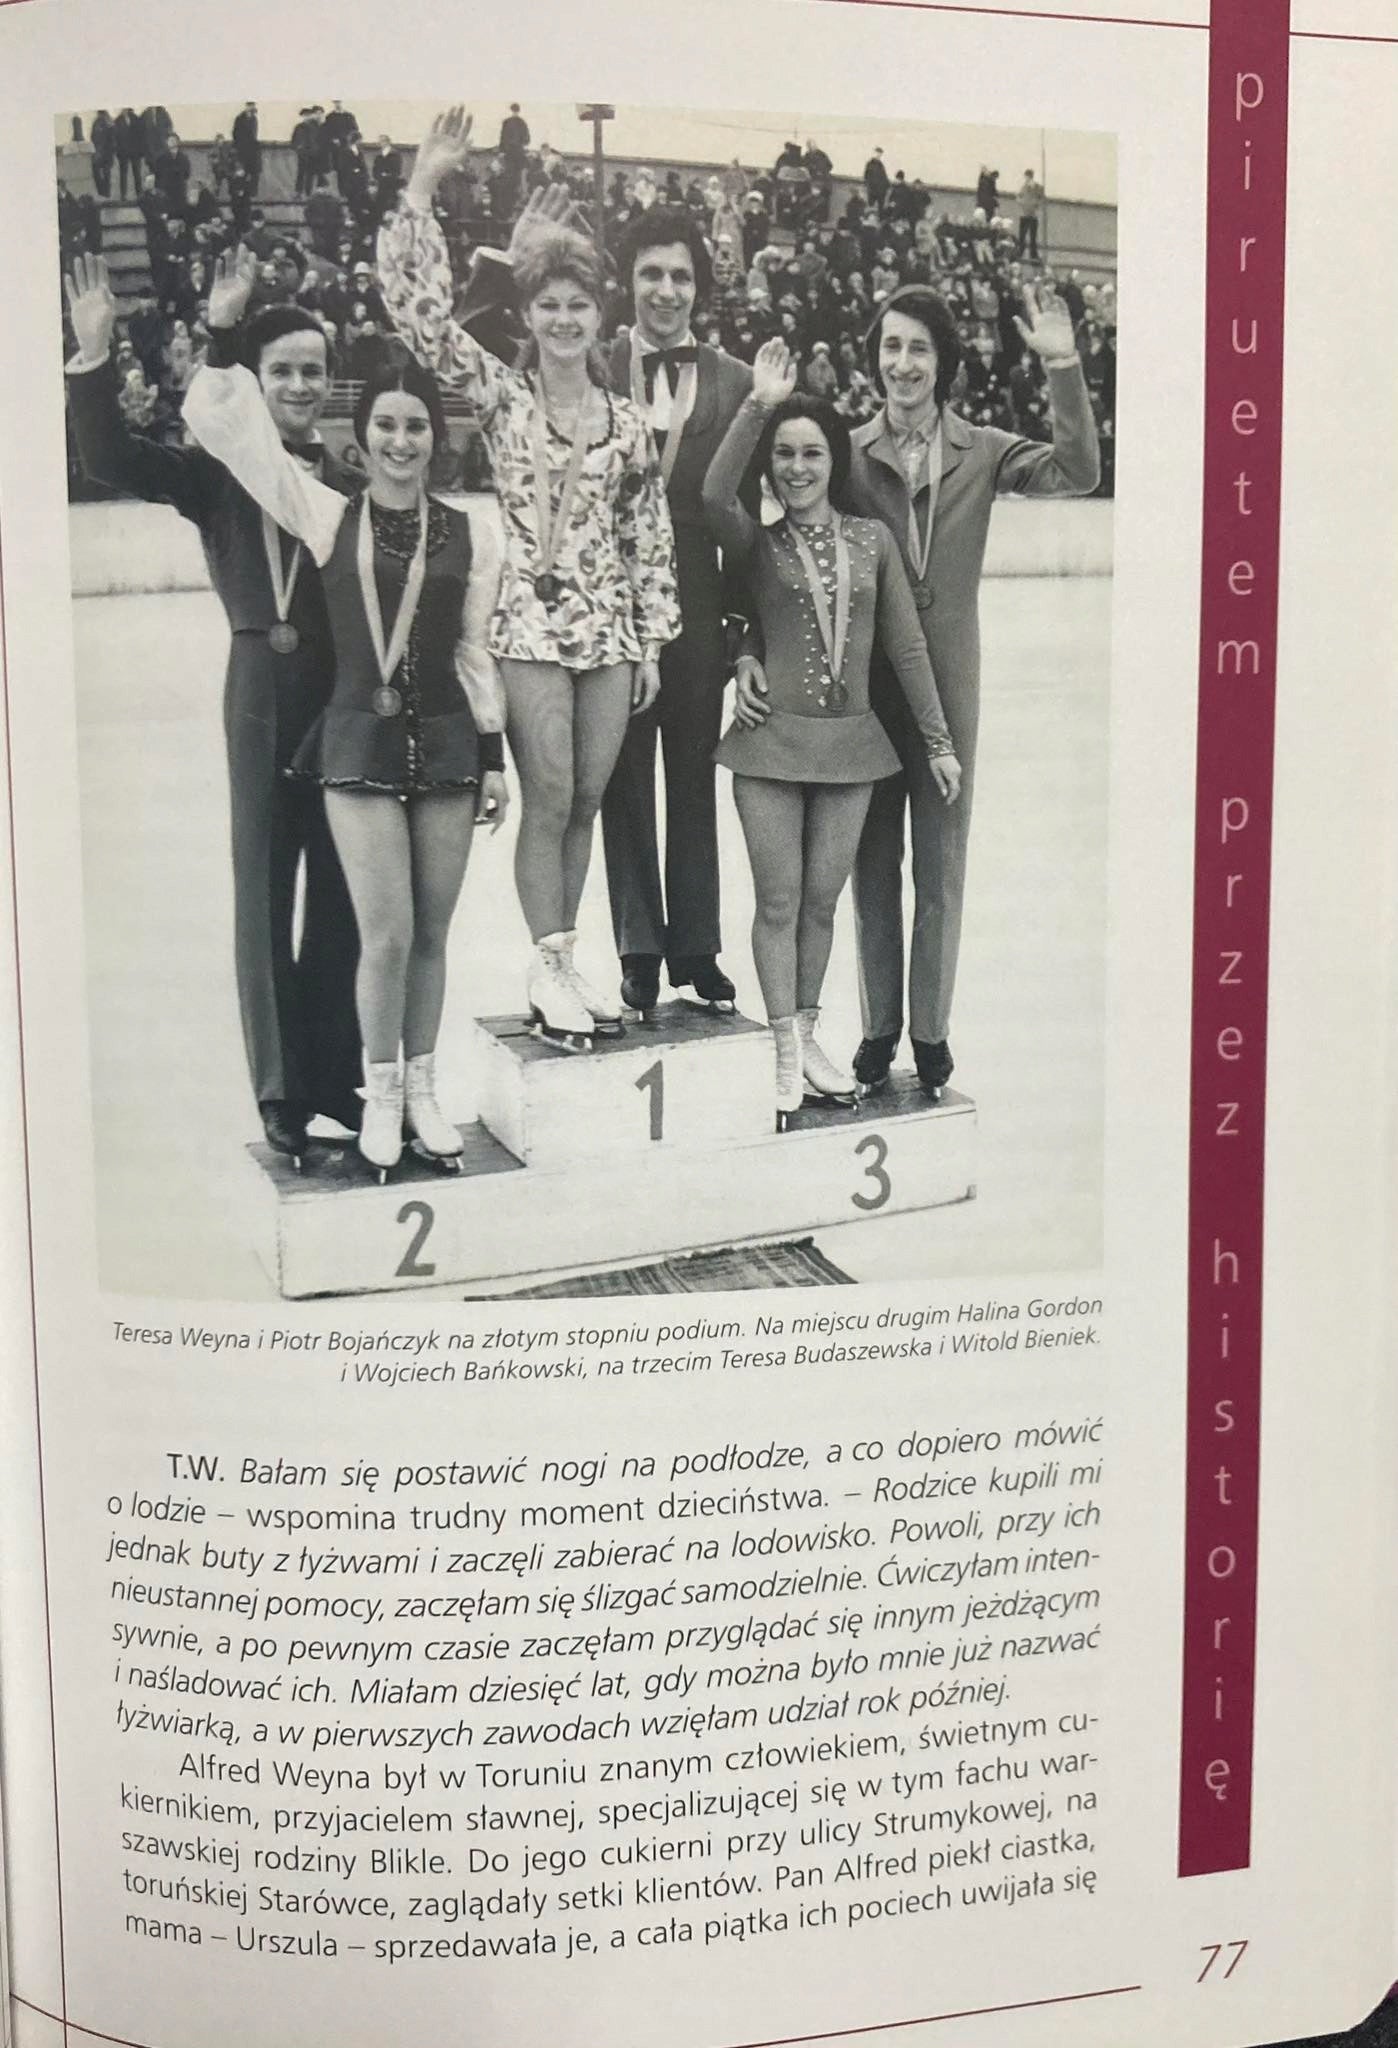 piruetem przez historię
2
1
3
Teresa Weyna i Piotr Bojańczyk na złotym stopniu podium. Na miejscu drugim Halina Gordon
i Wojciech Bańkowski, na trzecim Teresa Budaszewska i Witold Bieniek.
T.W. Bałam się postawić nogi na podłodze, a co dopiero mówić
o lodzie – wspomina trudny moment dzieciństwa. – Rodzice kupili mi
jednak buty z łyżwami i zaczęli zabierać na lodowisko. Powoli, przy ich
nieustannej pomocy, zaczęłam się ślizgać samodzielnie. Ćwiczyłam inten-
sywnie, a po pewnym czasie zaczęłam przyglądać się innym jeżdżącym
i naśladować ich. Miałam dziesięć lat, gdy można było mnie już nazwać
łyżwiarką, a w pierwszych zawodach wzięłam udział rok później.
Alfred Weyna był w Toruniu znanym człowiekiem, świetnym cu-
kiernikiem, przyjacielem sławnej, specjalizującej się w tym fachu war-
szawskiej rodziny Blikle. Do jego cukierni przy ulicy Strumykowej, na
toruńskiej Starówce, zaglądały setki klientów. Pan Alfred piekł ciastka,
mama – Urszula – sprzedawała je, a cała piątka ich pociech uwijała się
77